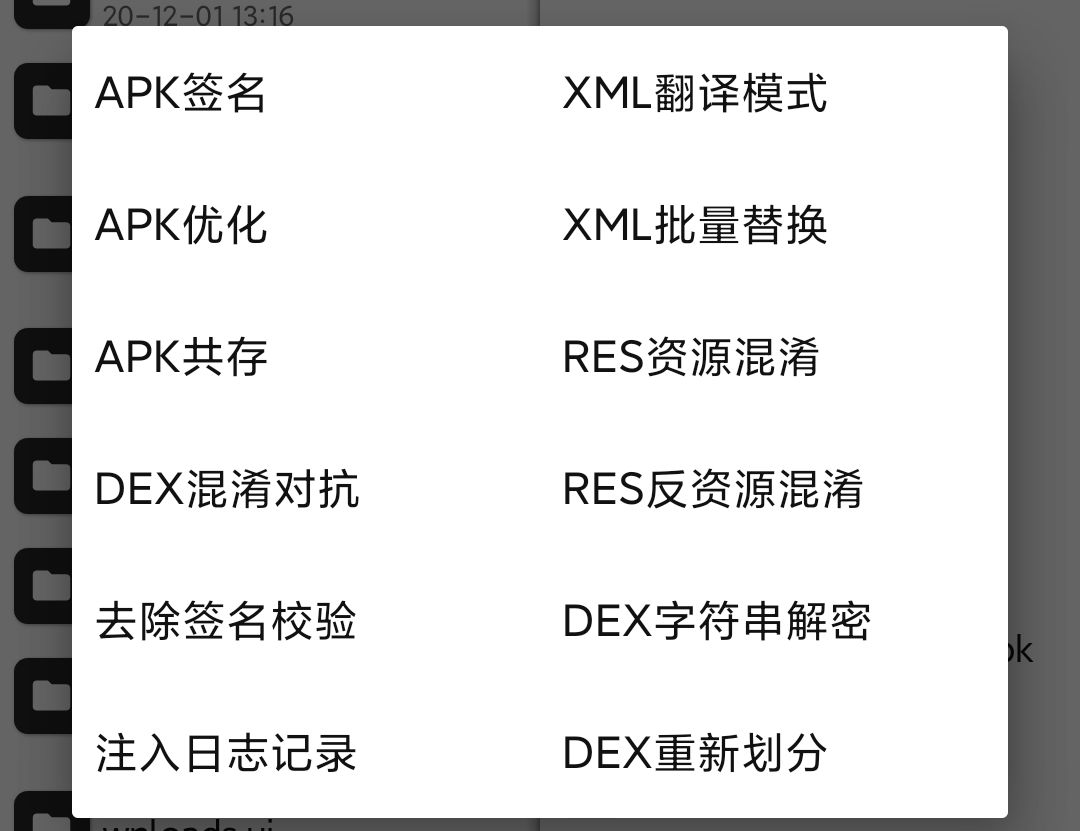 20-12-01 13:16
APK签名
XML翻译模式
APK优化
XML批量替换
APK共存
RES资源混淆
DEX混淆对抗
RES反资源混淆
去除签名校验
DEX字符串解密
注入日志记录
DEX重新划分